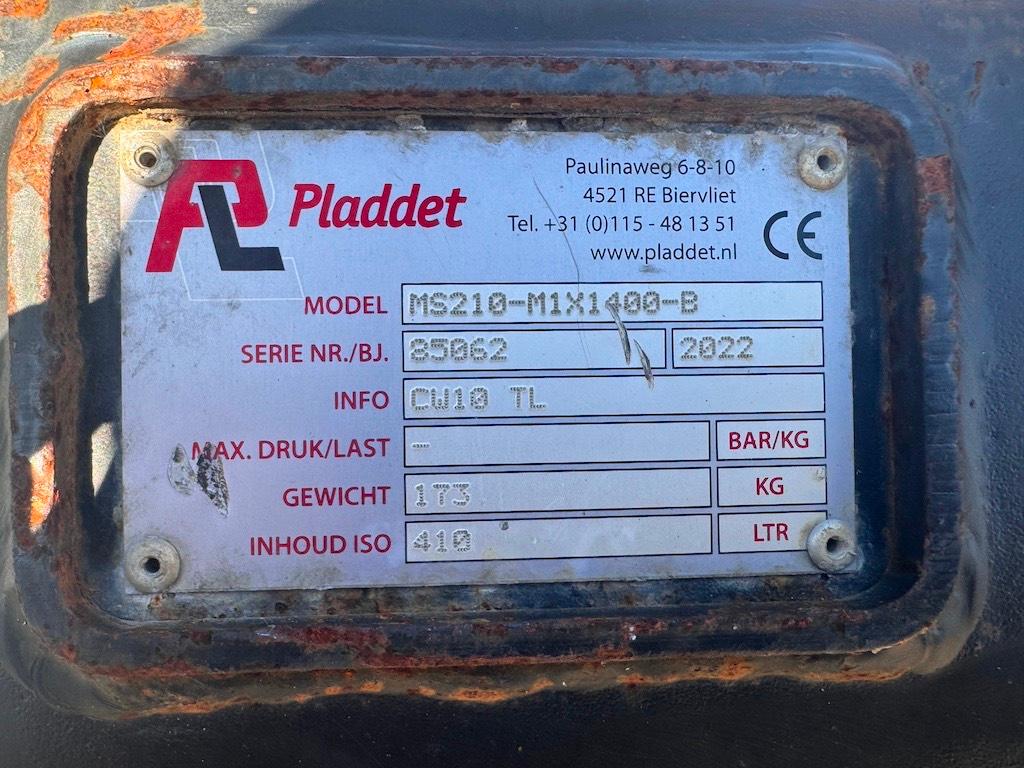 PL Pladdet
Paulinaweg 6-8-10
4521 RE Biervliet
Tel. +31 (0)115 - 48 13 51
www.pladdet.nl
CE
MODEL MS210-M1X1400-B
SERIE NR./BJ. 85062 2022
INFO CW10 TL
MAX. DRUK/LAST - BAR/KG
GEWICHT 173 KG
INHOUD ISO 410 LTR